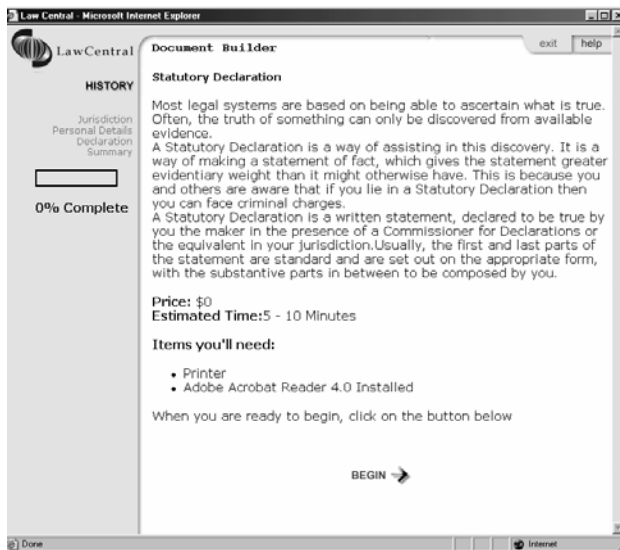 Law Central - Microsoft Internet Explorer
LawCentral
Document Builder
exit
help
HISTORY
Jurisdiction
Personal Details
Declaration
Summary
0% Complete
Statutory Declaration
Most legal systems are based on being able to ascertain what is true.
Often, the truth of something can only be discovered from available
evidence.
A Statutory Declaration is a way of assisting in this discovery. It is a
way of making a statement of fact, which gives the statement greater
evidentiary weight than it might otherwise have. This is because you
and others are aware that if you lie in a Statutory Declaration then
you can face criminal charges.
A Statutory Declaration is a written statement, declared to be true by
you the maker in the presence of a Commissioner for Declarations or
the equivalent in your jurisdiction.Usually, the first and last parts of
the statement are standard and are set out on the appropriate form,
with the substantive parts in between to be composed by you.
Price: $0
Estimated Time:5 - 10 Minutes
Items you'll need:
• Printer
• Adobe Acrobat Reader 4.0 Installed
When you are ready to begin, click on the button below
BEGIN
Done
Internet